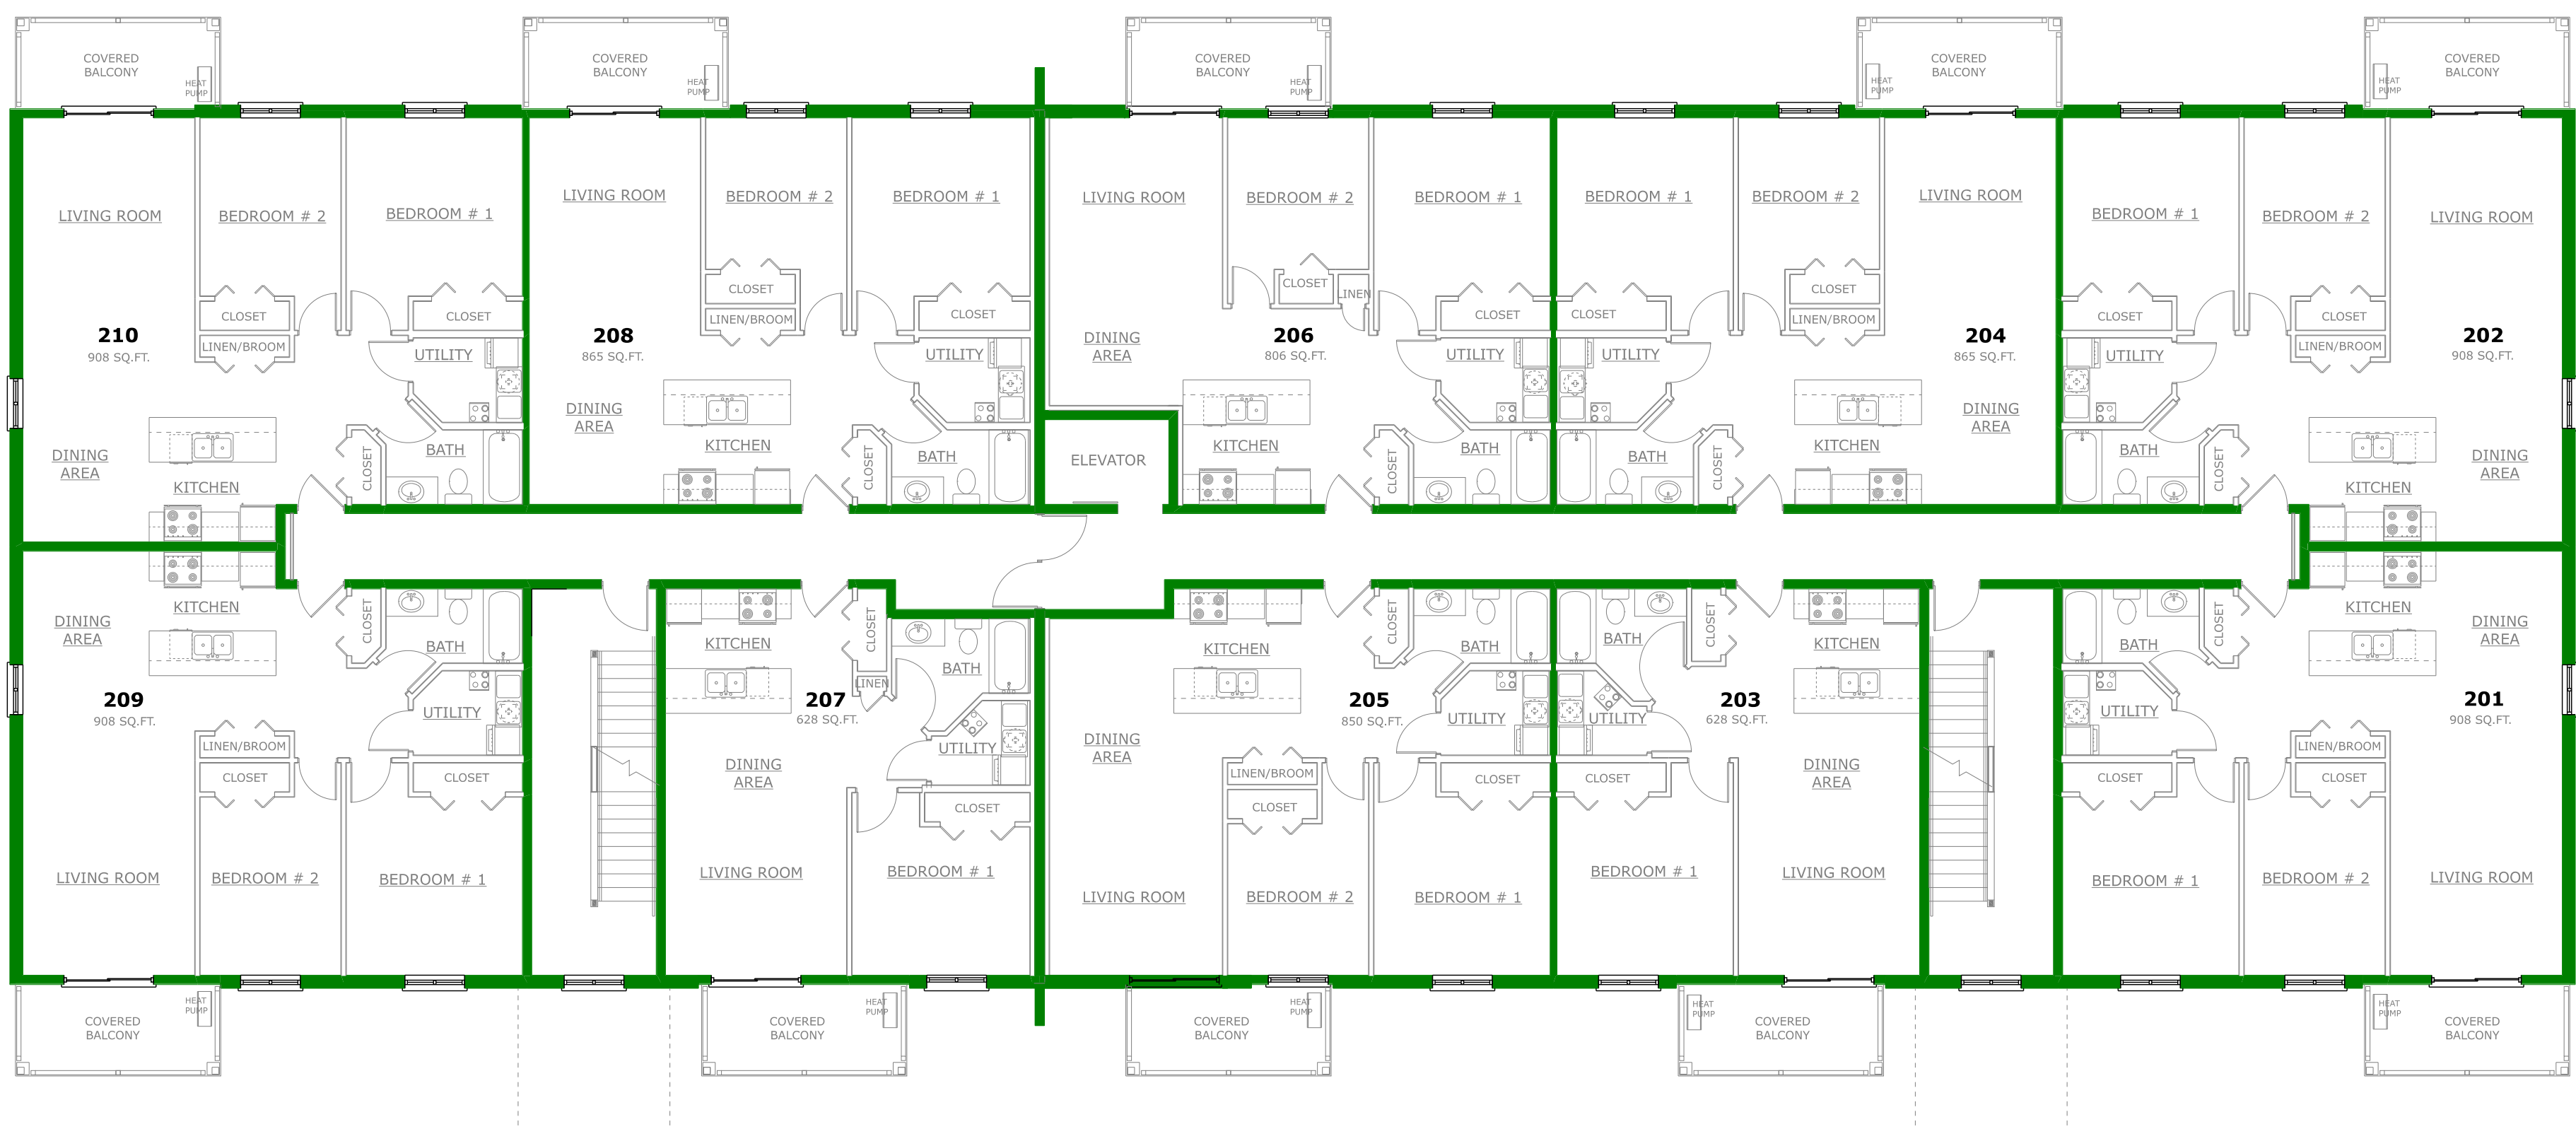 COVERED
BALCONY
HEAT
PUMP
COVERED
BALCONY
HEAT
PUMP
COVERED
BALCONY
HEAT
PUMP
COVERED
BALCONY
HEAT
PUMP
COVERED
BALCONY
HEAT
PUMP
LIVING ROOM
BEDROOM # 2
BEDROOM # 1
CLOSET
CLOSET
LINEN/BROOM
210
908 SQ.FT.
UTILITY
DINING
AREA
KITCHEN
CLOSET
BATH
LIVING ROOM
BEDROOM # 2
BEDROOM # 1
CLOSET
CLOSET
LINEN/BROOM
208
865 SQ.FT.
UTILITY
DINING
AREA
KITCHEN
CLOSET
BATH
LIVING ROOM
BEDROOM # 2
BEDROOM # 1
CLOSET
LINEN
CLOSET
DINING
AREA
206
806 SQ.FT.
UTILITY
KITCHEN
CLOSET
BATH
ELEVATOR
BEDROOM # 1
BEDROOM # 2
LIVING ROOM
CLOSET
CLOSET
LINEN/BROOM
204
865 SQ.FT.
UTILITY
DINING
AREA
KITCHEN
BATH
CLOSET
BEDROOM # 1
BEDROOM # 2
LIVING ROOM
CLOSET
CLOSET
LINEN/BROOM
202
908 SQ.FT.
UTILITY
BATH
CLOSET
DINING
AREA
KITCHEN
KITCHEN
DINING
AREA
CLOSET
BATH
209
908 SQ.FT.
UTILITY
LINEN/BROOM
CLOSET
CLOSET
LIVING ROOM
BEDROOM # 2
BEDROOM # 1
KITCHEN
CLOSET
BATH
LINEN
207
628 SQ.FT.
UTILITY
DINING
AREA
CLOSET
LIVING ROOM
BEDROOM # 1
KITCHEN
CLOSET
BATH
205
850 SQ.FT.
UTILITY
DINING
AREA
LINEN/BROOM
CLOSET
CLOSET
LIVING ROOM
BEDROOM # 2
BEDROOM # 1
BATH
CLOSET
KITCHEN
203
628 SQ.FT.
UTILITY
DINING
AREA
CLOSET
BEDROOM # 1
LIVING ROOM
KITCHEN
DINING
AREA
BATH
CLOSET
201
908 SQ.FT.
UTILITY
LINEN/BROOM
CLOSET
CLOSET
BEDROOM # 1
BEDROOM # 2
LIVING ROOM
HEAT
PUMP
COVERED
BALCONY
HEAT
PUMP
COVERED
BALCONY
HEAT
PUMP
COVERED
BALCONY
HEAT
PUMP
COVERED
BALCONY
HEAT
PUMP
COVERED
BALCONY